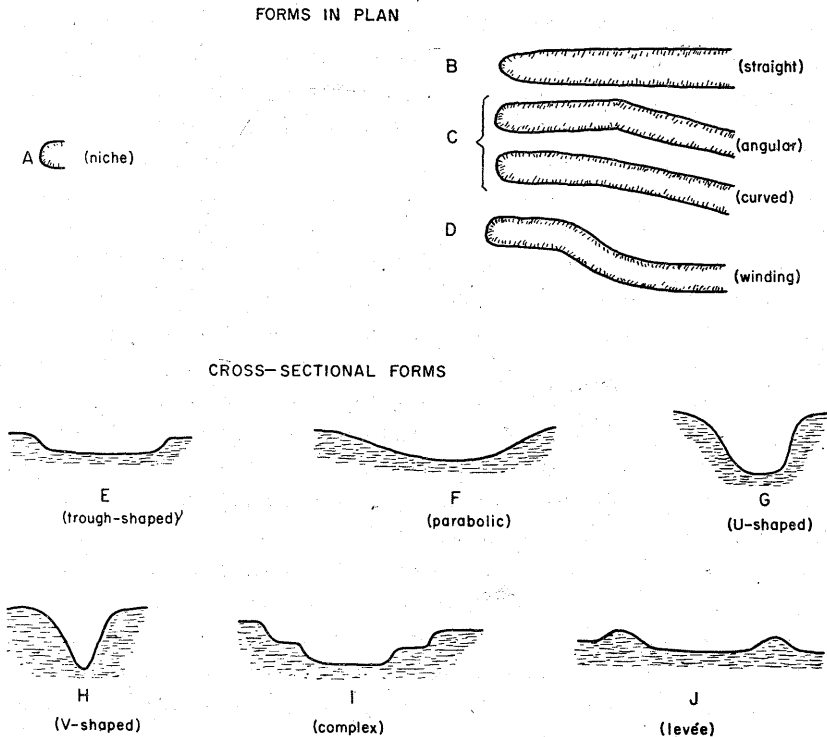 FORMS IN PLAN
B (straight)
A (niche)
C (angular)
(curved)
D
(winding)
CROSS-SECTIONAL FORMS
E
(trough-shaped)
F
(parabolic)
G
(U-shaped)
H
(V-shaped)
I
(complex)
J
(levée)